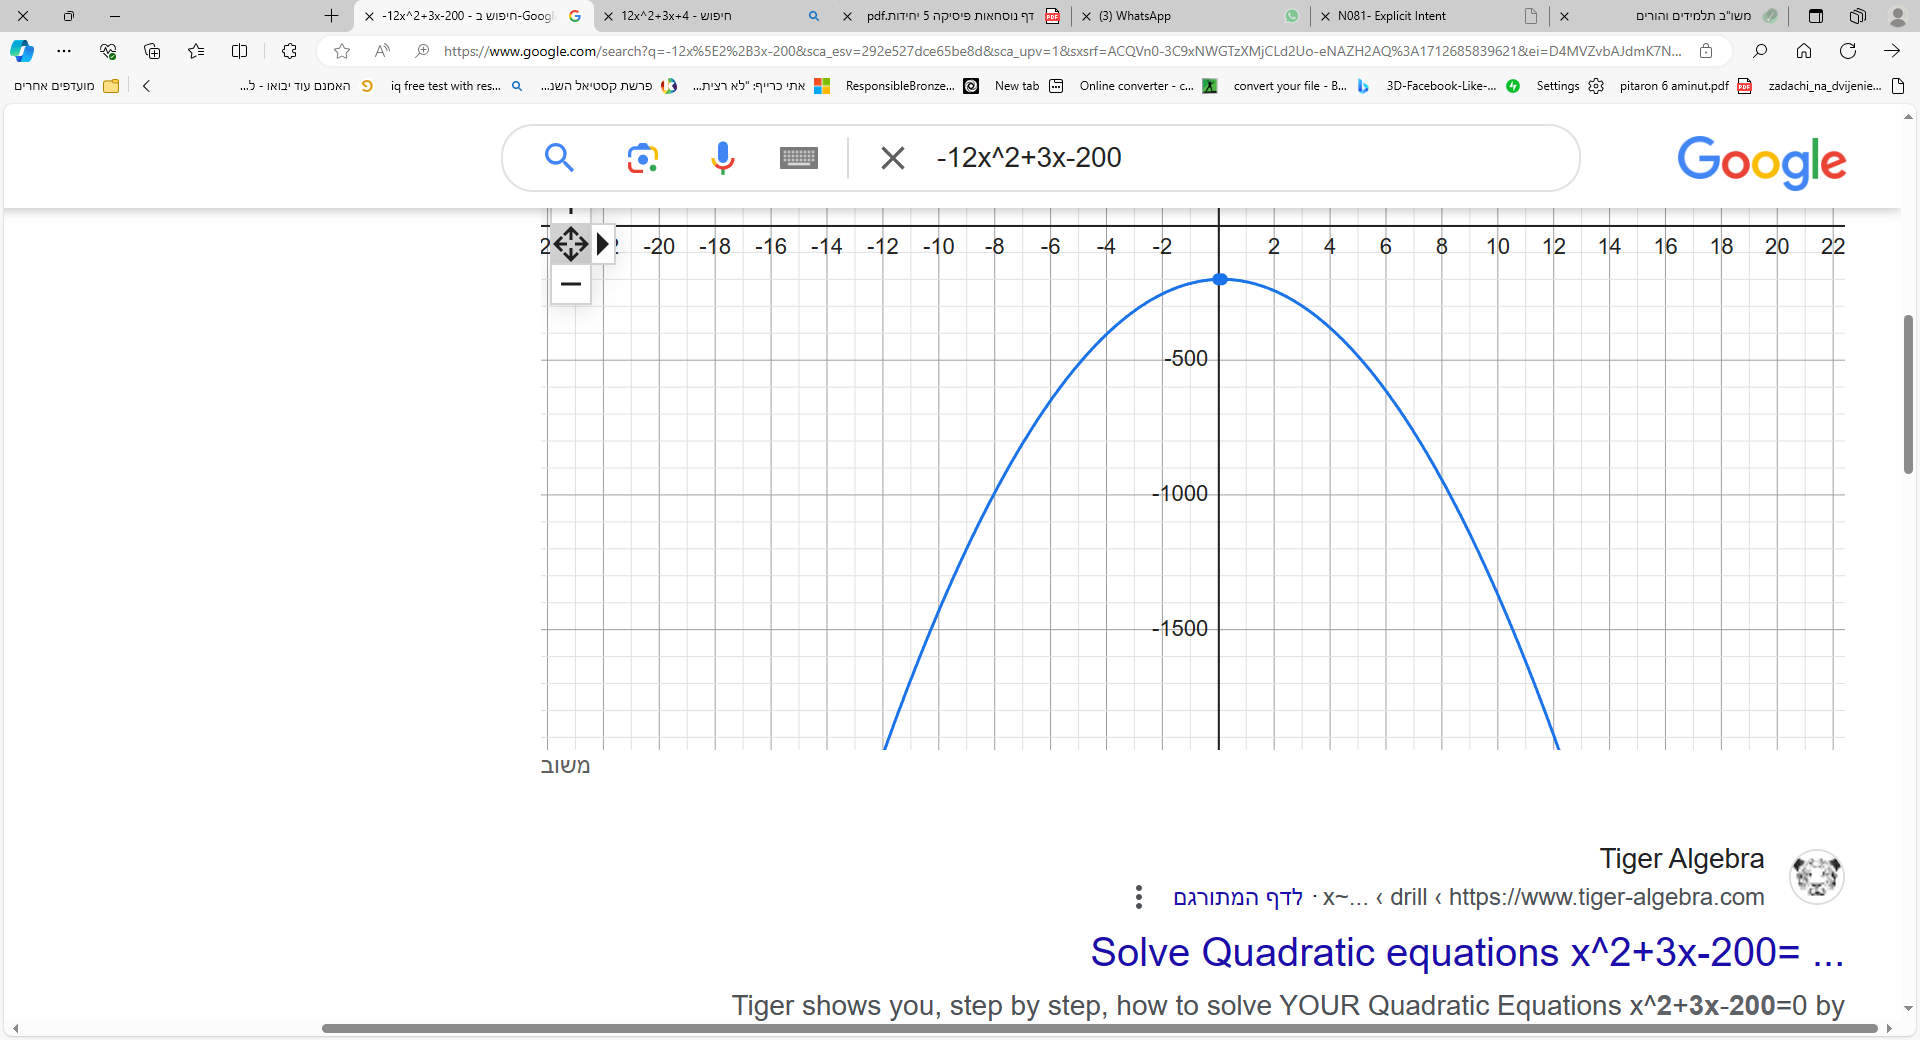 -12x^2+3x-200 - חיפוש ב-Googl
12x^2+3x+4 - חיפוש
דף נוסחאות פיסיקה 5 יחידות.pdf
(3) WhatsApp
N081- Explicit Intent
משו"ב תלמידים והורים
https://www.google.com/search?q=-12x%5E2%2B3x-200&sca_esv=292e527dce65be8d&sca_upv=1&sxsrf=ACQVn0-3C9xNWGTzXMjCLd2Uo-eNAZH2AQ%3A1712685839621&ei=D4MVZvbAJdmK7N...
מועדפים אחרים
האמנם עוד יבואו - ל...
iq free test with res...
פרשת קסטיאל השנ...
אתי כרייף: "לא רצית...
ResponsibleBronze...
New tab
Online converter - c...
convert your file - B...
3D-Facebook-Like-...
Settings
pitaron 6 aminut.pdf
zadachi_na_dvijenie...
-12x^2+3x-200
Google
-20 -18 -16 -14 -12 -10 -8 -6 -4 -2 2 4 6 8 10 12 14 16 18 20 22
-500
-1000
-1500
משוב
Tiger Algebra
https://www.tiger-algebra.com › drill › x~... · לדף המתורגם
Solve Quadratic equations x^2+3x-200= ...
Tiger shows you, step by step, how to solve YOUR Quadratic Equations x^2+3x-200=0 by